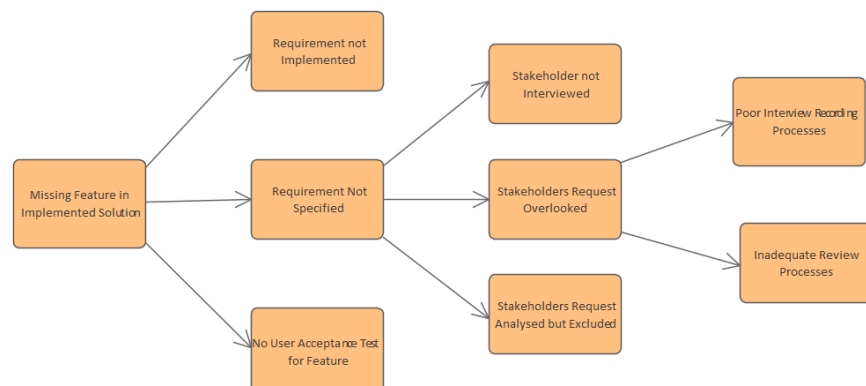 Requirement not
Implemented
Stakeholder not
Interviewed
Poor Interview Recording
Processes
Missing Feature in
Implemented Solution
Requirement Not
Specified
Stakeholders Request
Overlooked
Inadequate Review
Processes
Stakeholders Request
Analysed but Excluded
No User Acceptance Test
for Feature